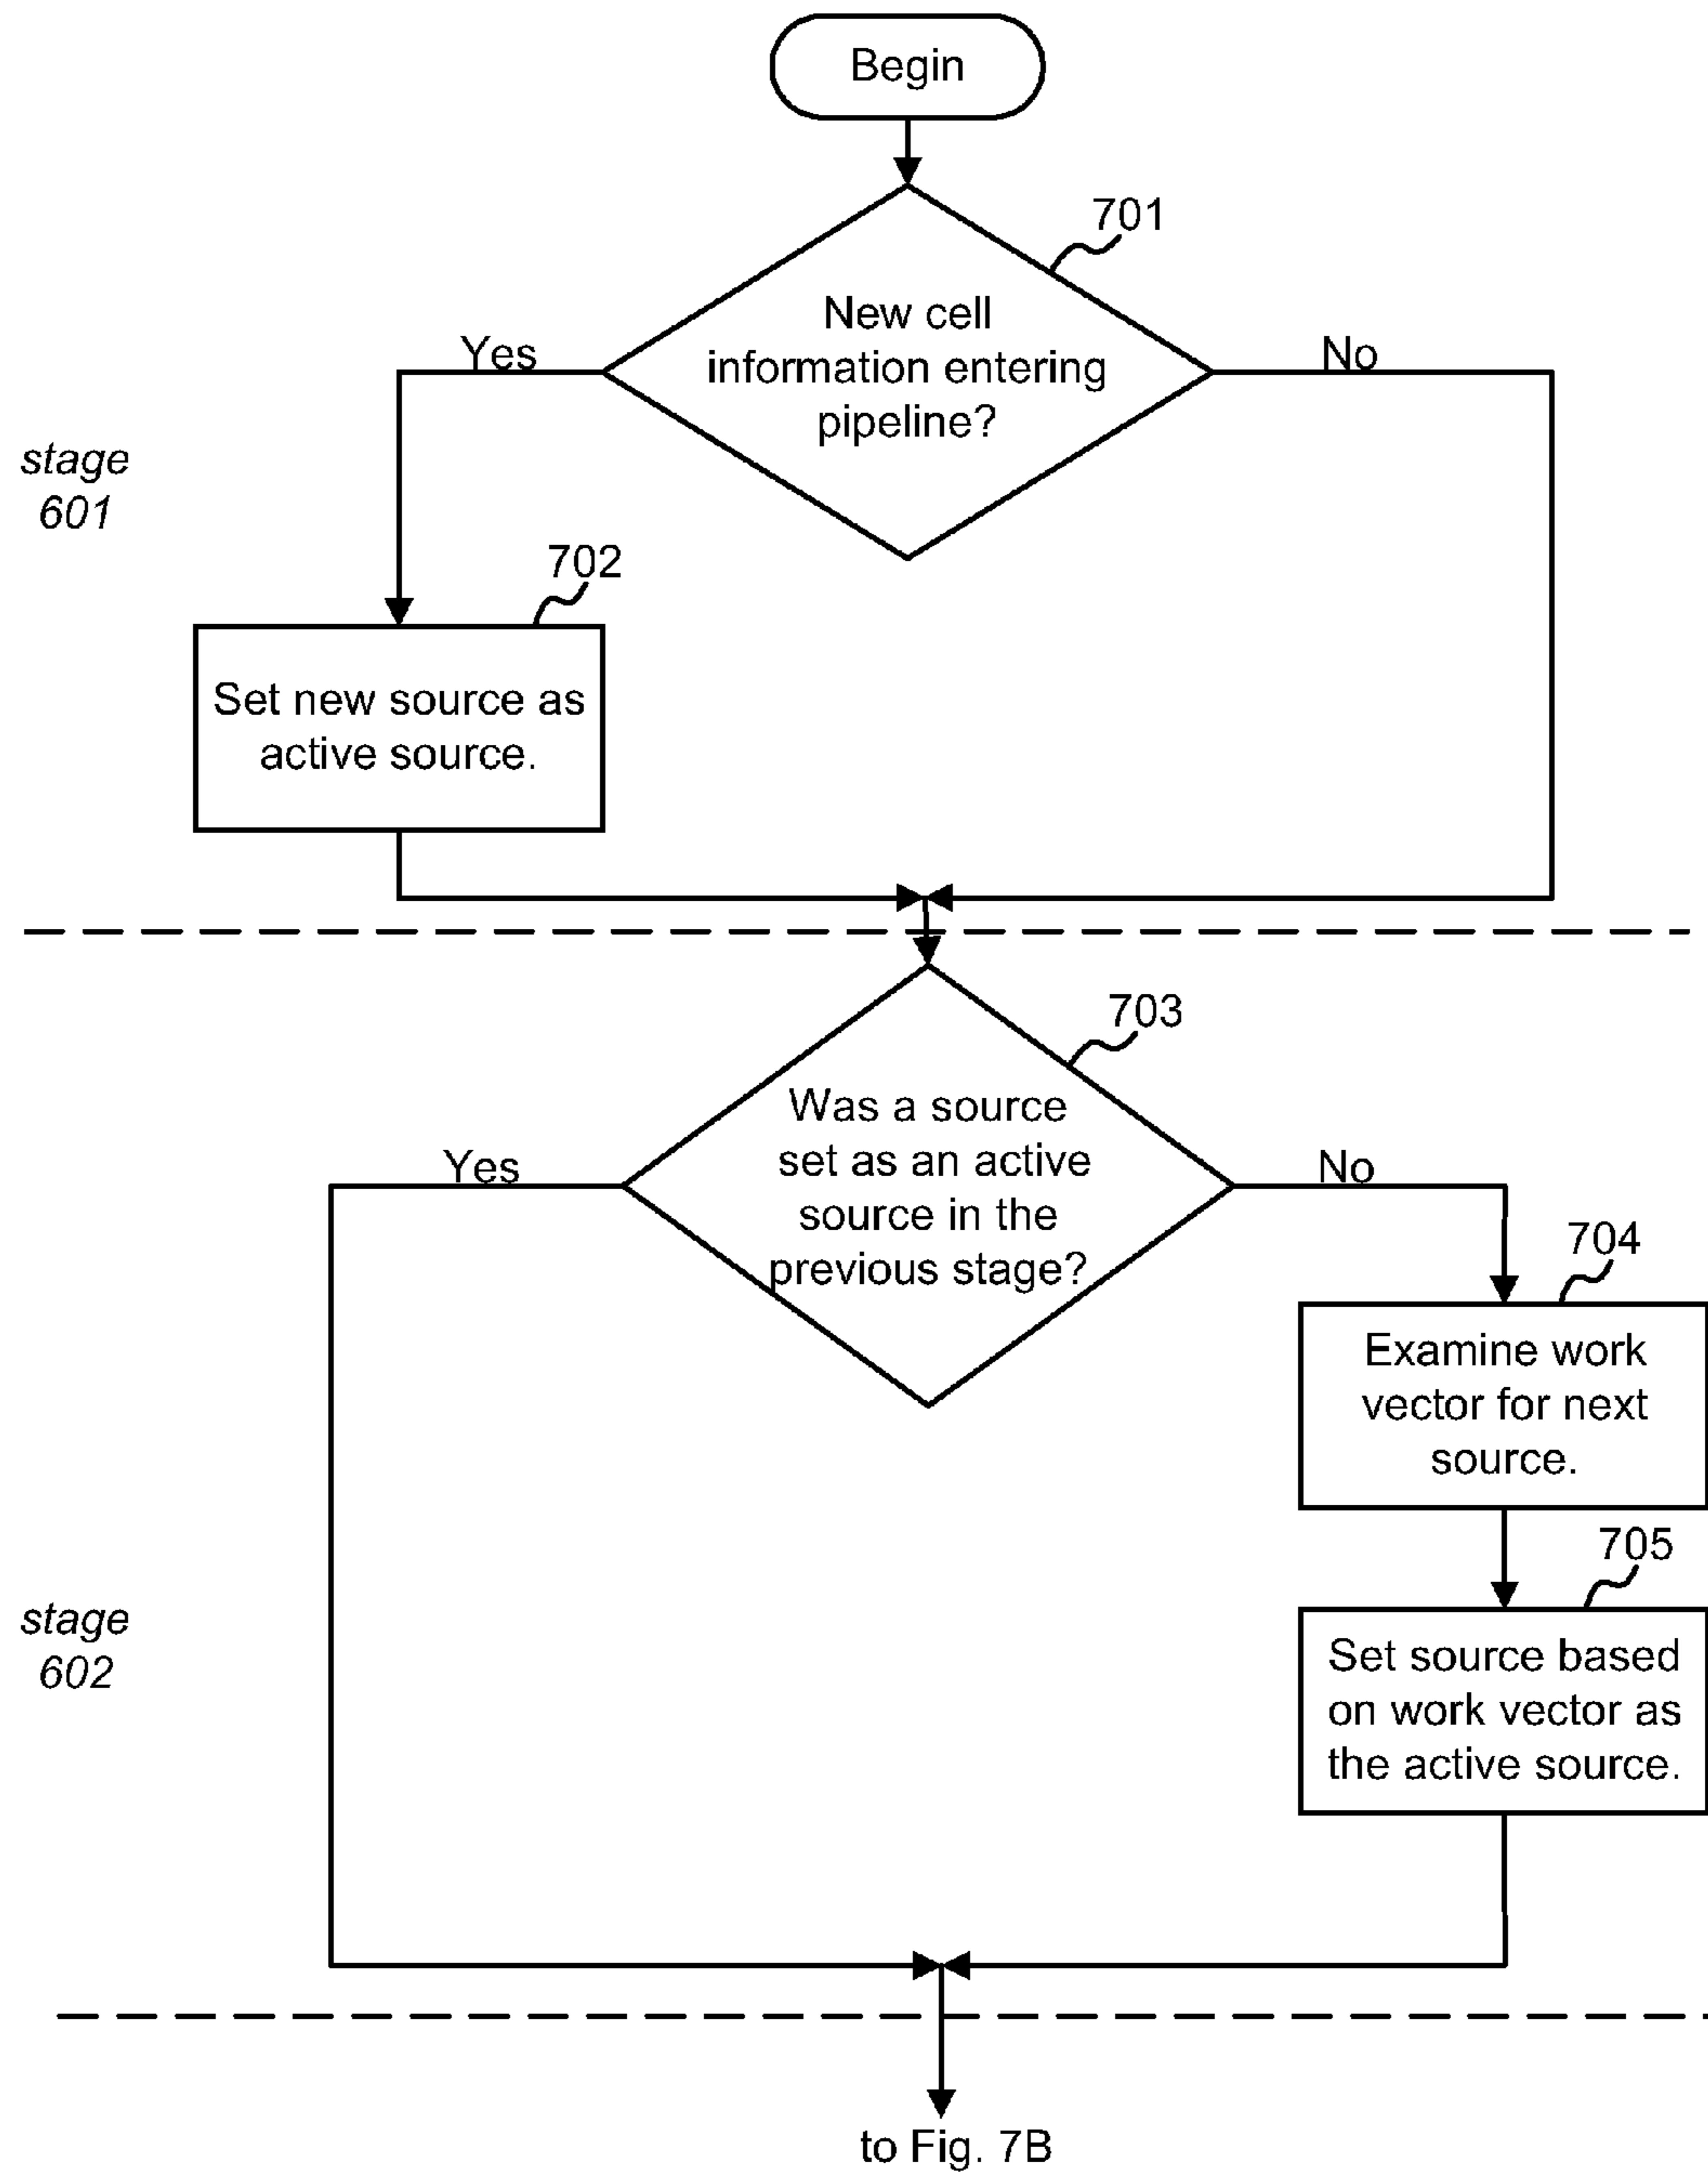 Begin
701
New cell
information entering
pipeline?
Yes
No
stage
601
702
Set new source as
active source.
703
Was a source
set as an active
source in the
previous stage?
Yes
No
704
Examine work
vector for next
source.
705
stage
602
Set source based
on work vector as
the active source.
to Fig. 7B